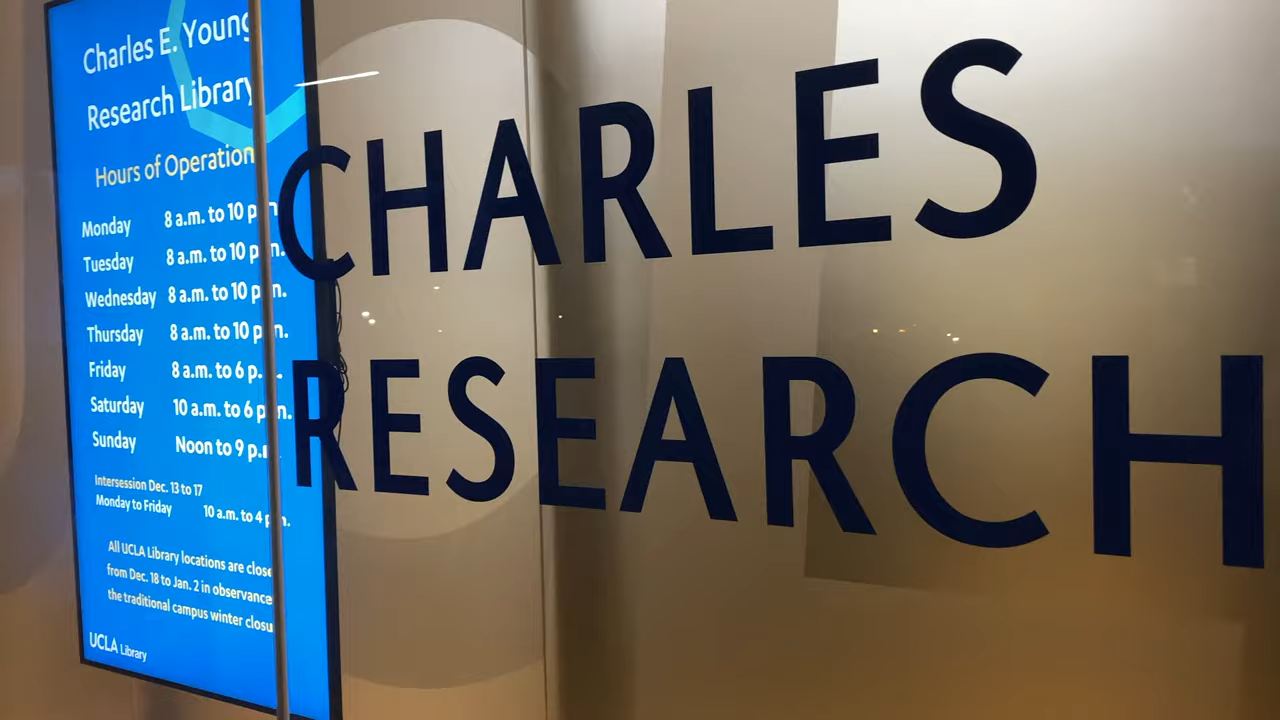 Charles E. Young
Research Library
Hours of Operation
Monday 8 a.m. to 10 p.m.
Tuesday 8 a.m. to 10 p.m.
Wednesday 8 a.m. to 10 p.m.
Thursday 8 a.m. to 10 p.m.
Friday 8 a.m. to 6 p.m.
Saturday 10 a.m. to 6 p.m.
Sunday Noon to 9 p.m.
Intersession Dec. 13 to 17
Monday to Friday 10 a.m. to 4 p.m.
All UCLA Library locations are close
from Dec. 18 to Jan. 2 in observance
the traditional campus winter closu
UCLA Library
CHARLES
RESEARCH